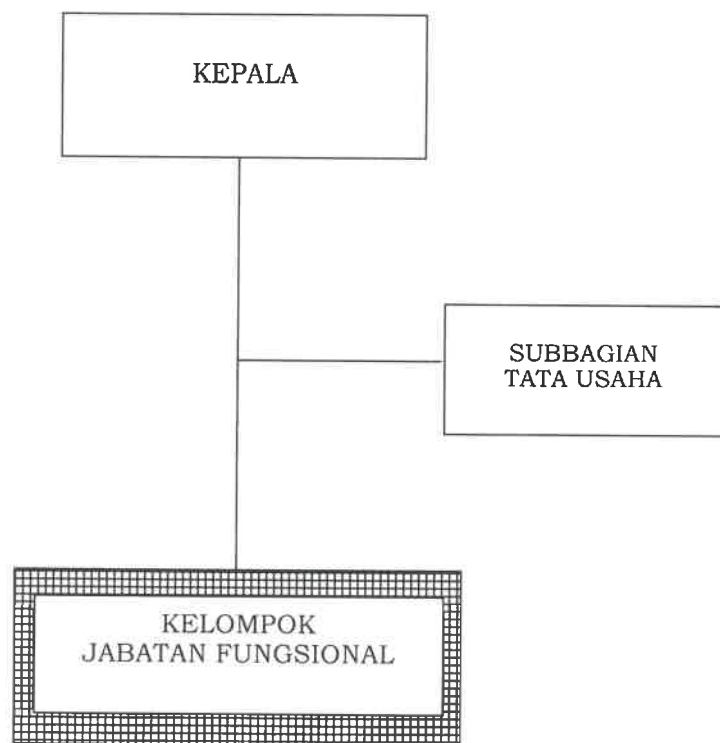 KEPALA
SUBBAGIAN
TATA USAHA
KELOMPOK
JABATAN FUNGSIONAL